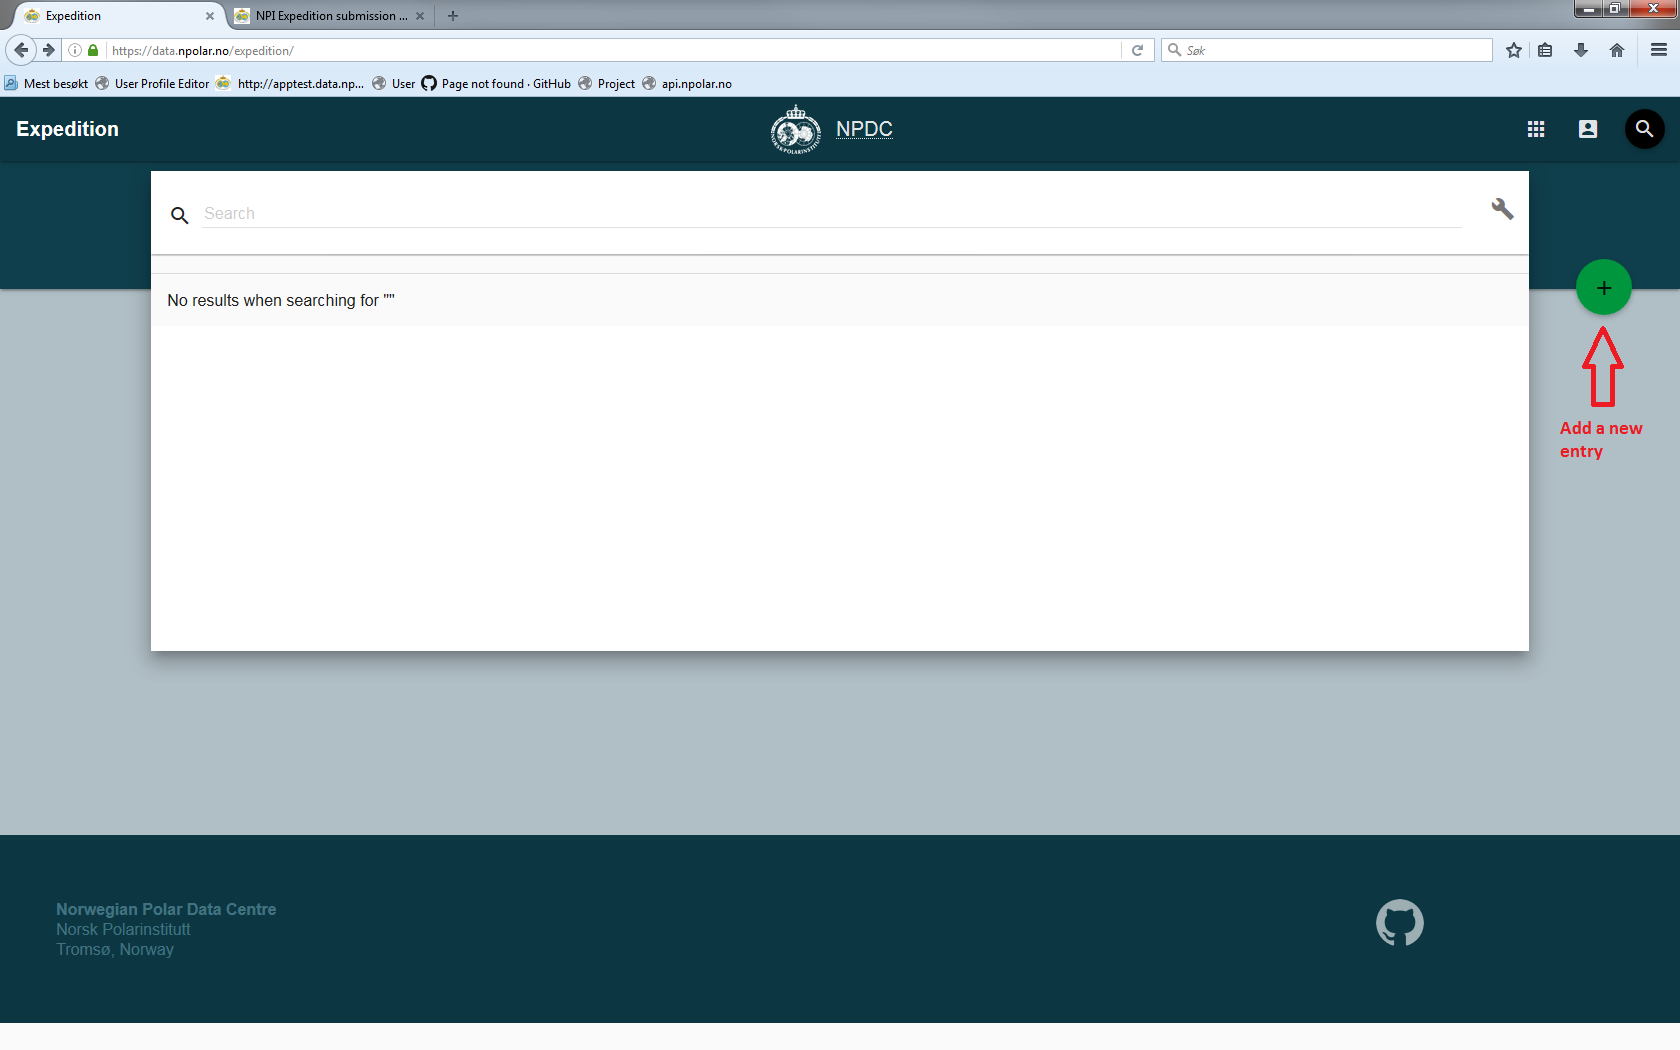 Expedition
NPI Expedition submission ...
https://data.npolar.no/expedition/
Søk
Mest besøkt
User Profile Editor
http://apptest.data.np...
User
Page not found · GitHub
Project
api.npolar.no
Expedition
NPDC
Search
No results when searching for ""
Add a new
entry
Norwegian Polar Data Centre
Norsk Polarinstitutt
Tromsø, Norway